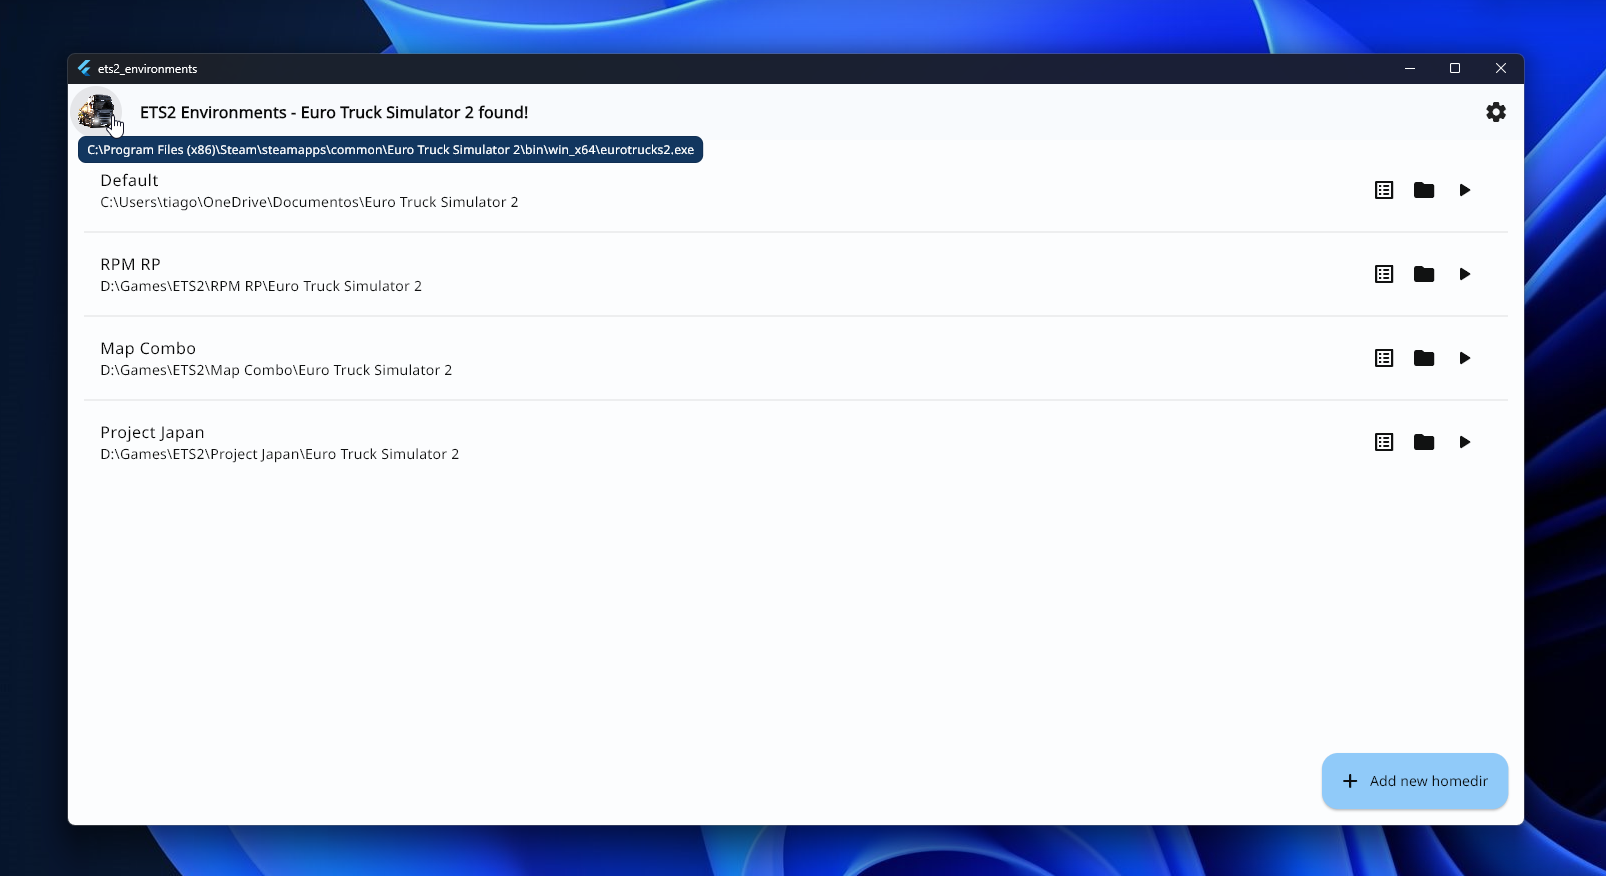 ets2_environments
ETS2 Environments - Euro Truck Simulator 2 found!
C:\Program Files (x86)\Steam\steamapps\common\Euro Truck Simulator 2\bin\win_x64\eurotrucks2.exe
Default
C:\Users\tiago\OneDrive\Documentos\Euro Truck Simulator 2
RPM RP
D:\Games\ETS2\RPM RP\Euro Truck Simulator 2
Map Combo
D:\Games\ETS2\Map Combo\Euro Truck Simulator 2
Project Japan
D:\Games\ETS2\Project Japan\Euro Truck Simulator 2
Add new homedir